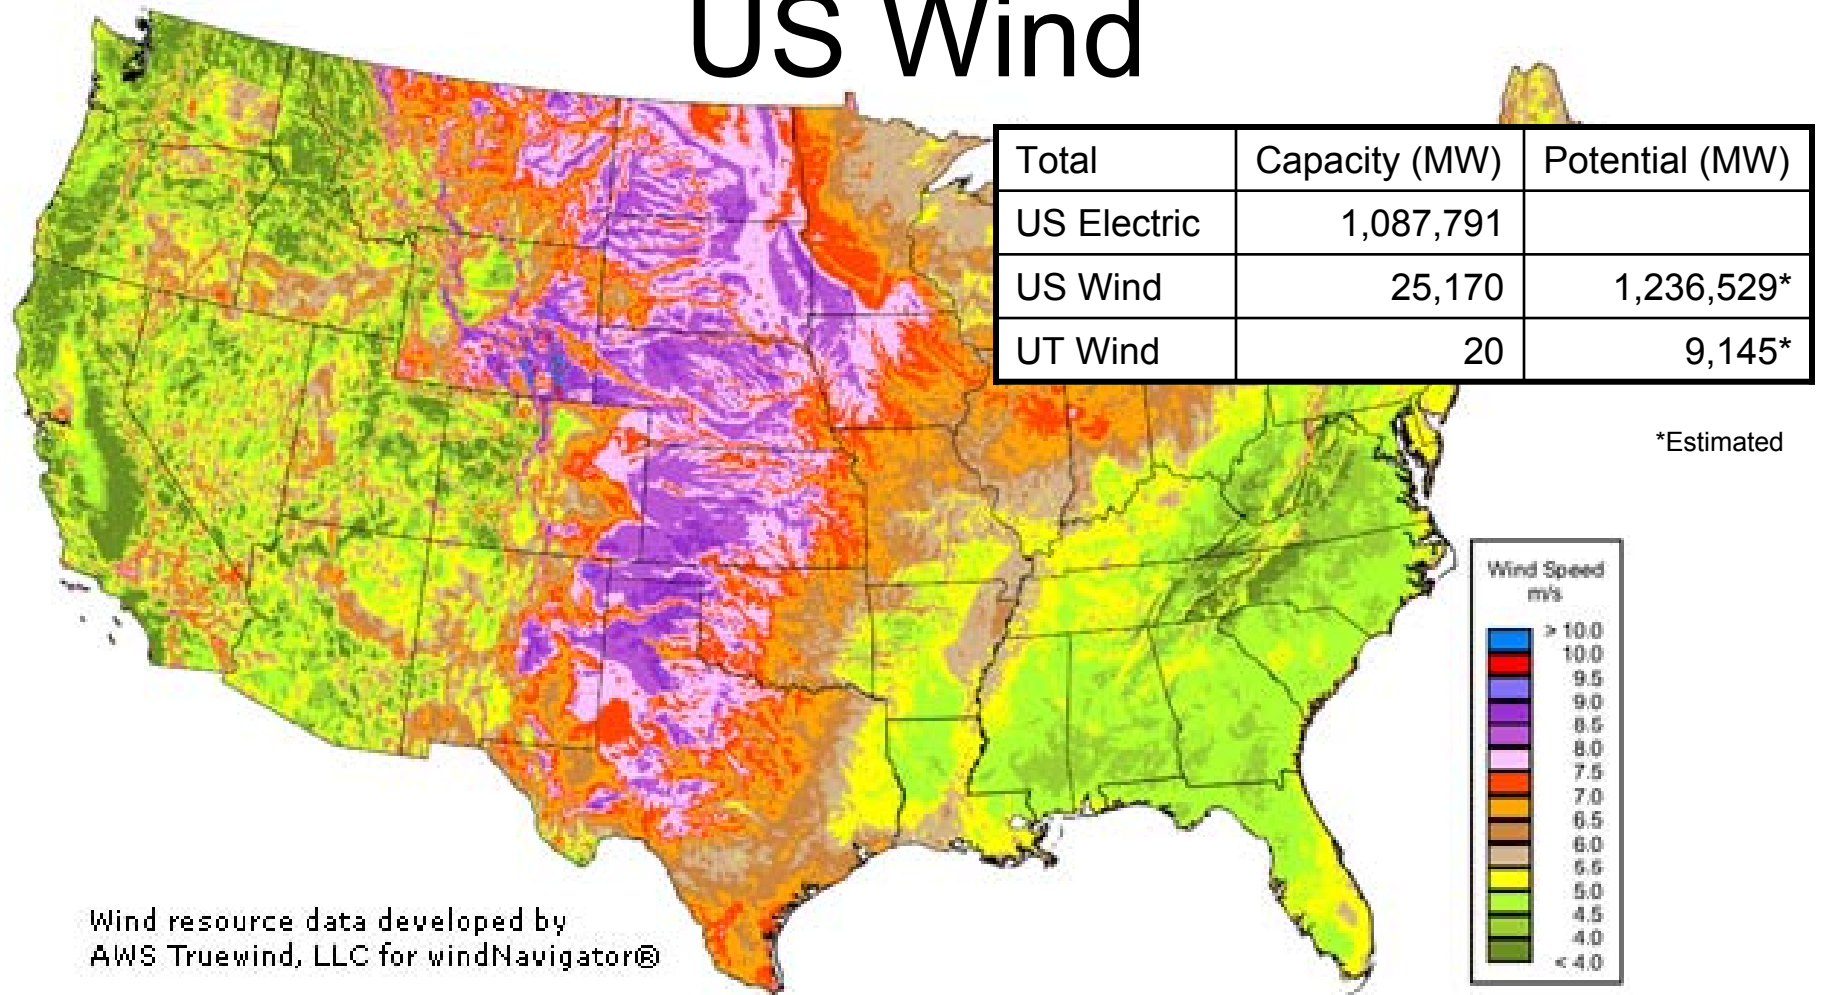 US Wind
Total Capacity (MW) Potential (MW)
US Electric 1,087,791
US Wind 25,170 1,236,529*
UT Wind 20 9,145*
*Estimated
Wind Speed
m/s
> 10.0
10.0
9.5
9.0
8.5
8.0
7.5
7.0
6.5
6.0
5.5
5.0
4.5
4.0
< 4.0
Wind resource data developed by
AWS Truewind, LLC for windNavigator®